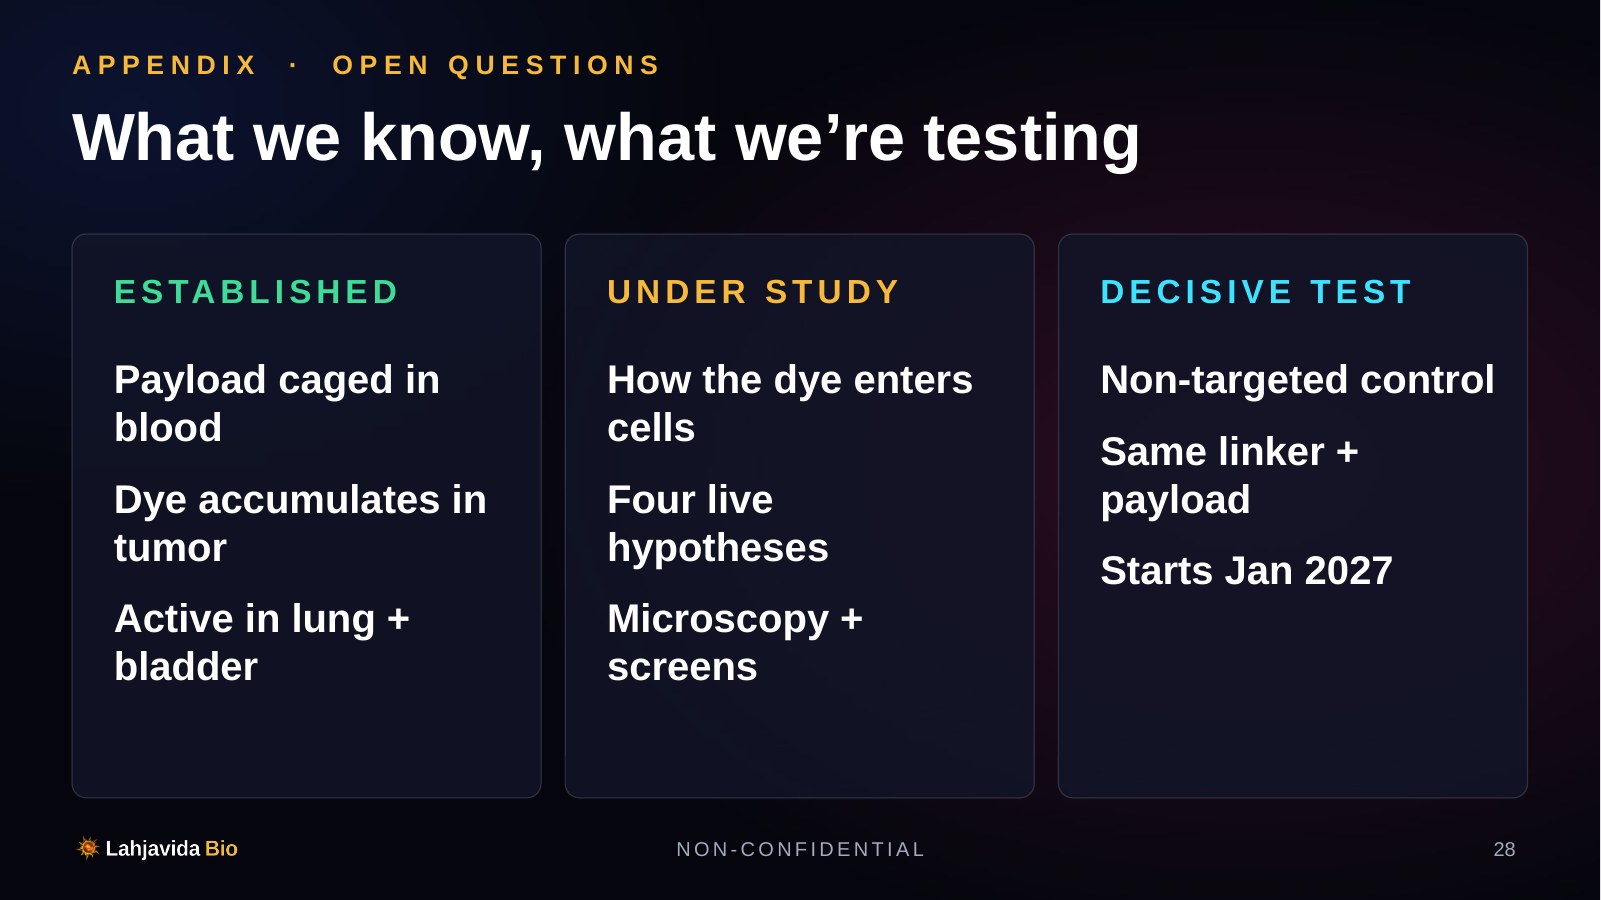 APPENDIX · OPEN QUESTIONS
What we know, what we’re testing
ESTABLISHED
Payload caged in
blood
Dye accumulates in
tumor
Active in lung +
bladder
UNDER STUDY
How the dye enters
cells
Four live
hypotheses
Microscopy +
screens
DECISIVE TEST
Non-targeted control
Same linker +
payload
Starts Jan 2027
Lahjavida Bio
NON-CONFIDENTIAL
28